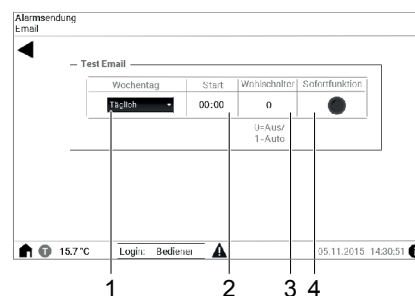 Alarmsendung
Email
Test Email
Wochentag Start Wahlschalter Sofortfunktion
Täglich 00:00 0
0=Aus/
1=Auto
T 15.7 °C Login: Bediener 05.11.2015 14:30:51
1 2 3 4